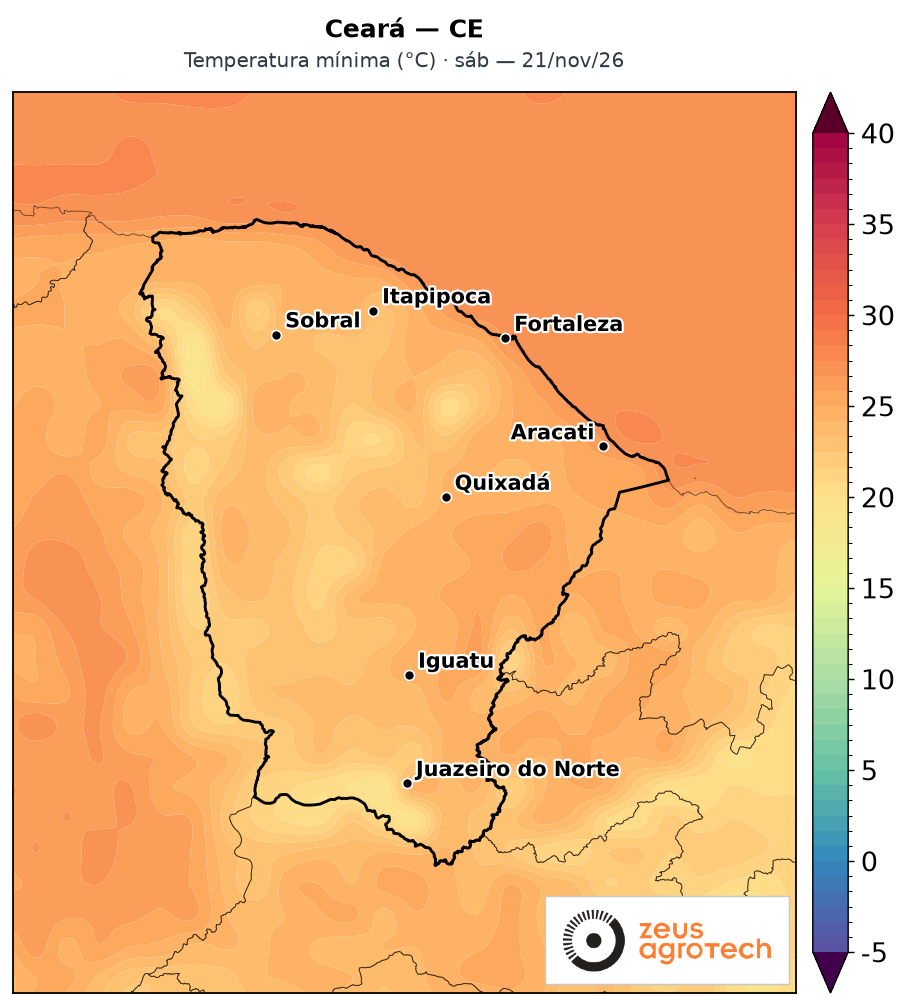 Ceará — CE
Temperatura mínima (°C) · sáb — 21/nov/26
40
35
30
25
20
15
10
5
0
-5
Itapipoca
Sobral
Fortaleza
Aracati
Quixadá
Iguatu
Juazeiro do Norte
zeus
agrotech